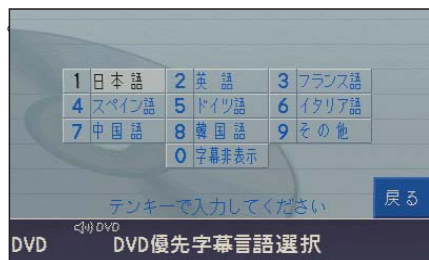 1 日本語 2 英 語 3 フランス語
4 スペイン語 5 ドイツ語 6 イタリア語
7 中国語 8 韓国語 9 その他
0 字幕非表示
テンキーで入力してください
戻る
DVD
DVD DVD優先字幕言語選択